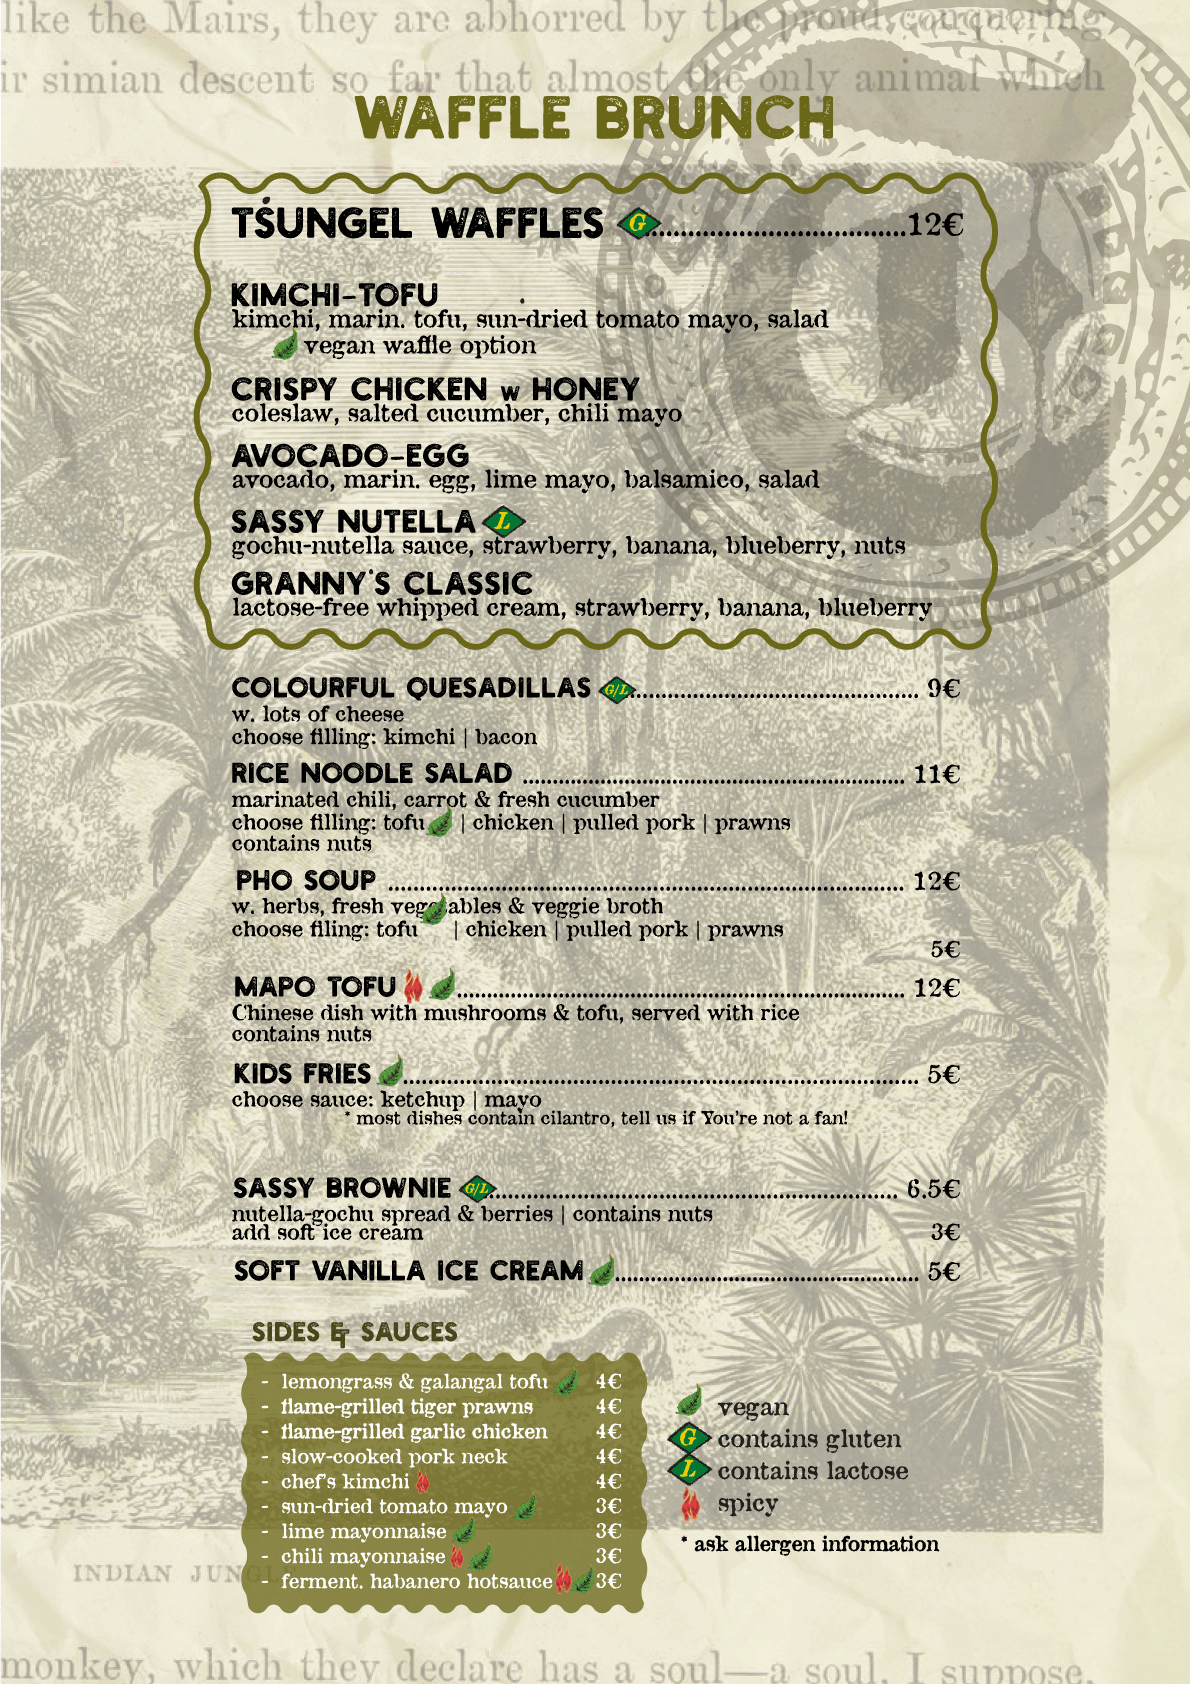 like the Mairs, they are abhorred by the proud conquering
ir simian descent so far that almost the only animal which
WAFFLE BRUNCH
TŚUNGEL WAFFLES G..................................12€
KIMCHI-TOFU
kimchi, marin. tofu, sun-dried tomato mayo, salad
vegan waffle option
CRISPY CHICKEN w HONEY
coleslaw, salted cucumber, chili mayo
AVOCADO-EGG
avocado, marin. egg, lime mayo, balsamico, salad
SASSY NUTELLA L
gochu-nutella sauce, strawberry, banana, blueberry, nuts
GRANNY'S CLASSIC
lactose-free whipped cream, strawberry, banana, blueberry
COLOURFUL QUESADILLAS G/L............................................... 9€
w. lots of cheese
choose filling: kimchi | bacon
RICE NOODLE SALAD ............................................................... 11€
marinated chili, carrot & fresh cucumber
choose filling: tofu | chicken | pulled pork | prawns
contains nuts
PHO SOUP ..................................................................................... 12€
w. herbs, fresh vegetables & veggie broth
choose filing: tofu | chicken | pulled pork | prawns
5€
MAPO TOFU .......................................................................... 12€
Chinese dish with mushrooms & tofu, served with rice
contains nuts
KIDS FRIES ..................................................................................... 5€
choose sauce: ketchup | mayo
* most dishes contain cilantro, tell us if You're not a fan!
SASSY BROWNIE G/L................................................................... 6.5€
nutella-gochu spread & berries | contains nuts
add soft ice cream 3€
SOFT VANILLA ICE CREAM .................................................. 5€
SIDES & SAUCES
- lemongrass & galangal tofu 4€
- flame-grilled tiger prawns 4€
- flame-grilled garlic chicken 4€
- slow-cooked pork neck 4€
- chef's kimchi 4€
- sun-dried tomato mayo 3€
- lime mayonnaise 3€
- chili mayonnaise 3€
- ferment. habanero hotsauce 3€
vegan
G contains gluten
L contains lactose
spicy
* ask allergen information
INDIAN JUNGL
monkey, which they declare has a soul—a soul, I suppose,